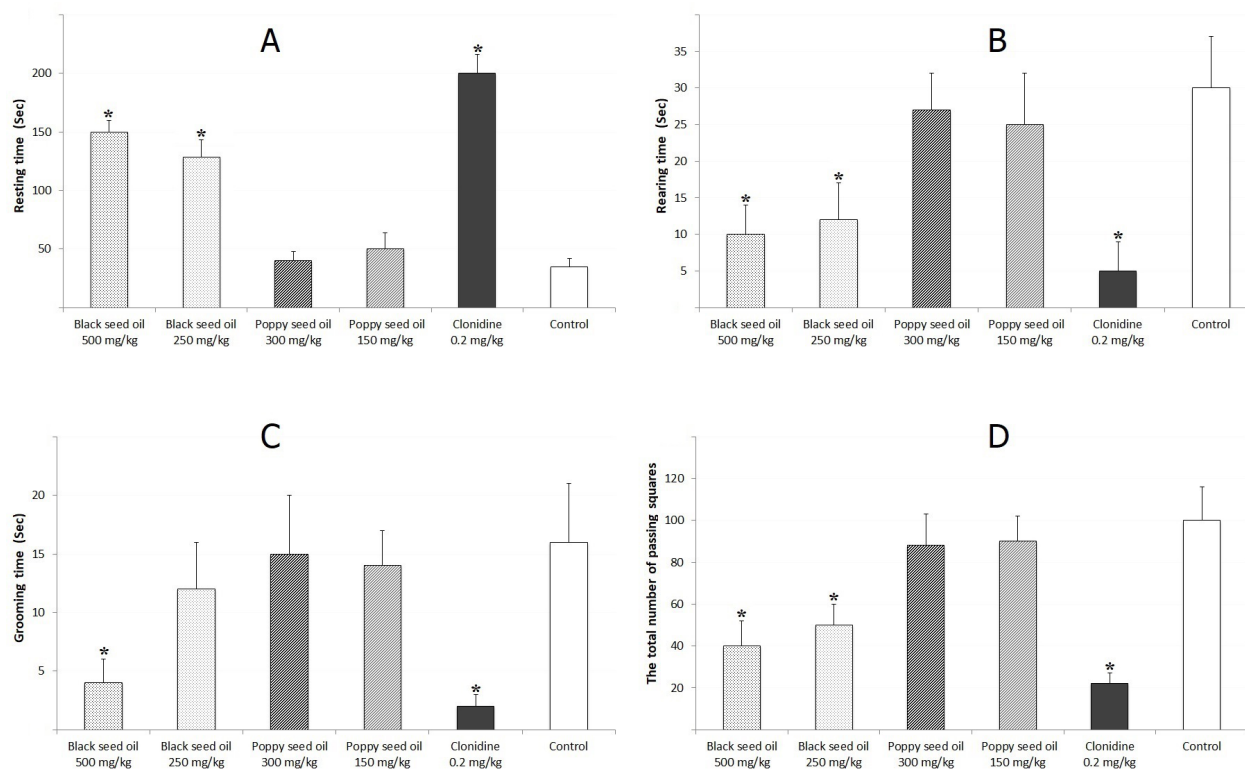 A
Resting time (Sec)
200
150
100
50
*
*
*
Black seed oil
500 mg/kg
Black seed oil
250 mg/kg
Poppy seed oil
300 mg/kg
Poppy seed oil
150 mg/kg
Clonidine
0.2 mg/kg
Control
B
Rearing time (Sec)
35
30
25
20
15
10
5
*
*
*
Black seed oil
500 mg/kg
Black seed oil
250 mg/kg
Poppy seed oil
300 mg/kg
Poppy seed oil
150 mg/kg
Clonidine
0.2 mg/kg
Control
C
Grooming time (Sec)
20
15
10
5
*
*
Black seed oil
500 mg/kg
Black seed oil
250 mg/kg
Poppy seed oil
300 mg/kg
Poppy seed oil
150 mg/kg
Clonidine
0.2 mg/kg
Control
D
The total number of passing squares
120
100
80
60
40
20
*
*
*
Black seed oil
500 mg/kg
Black seed oil
250 mg/kg
Poppy seed oil
300 mg/kg
Poppy seed oil
150 mg/kg
Clonidine
0.2 mg/kg
Control